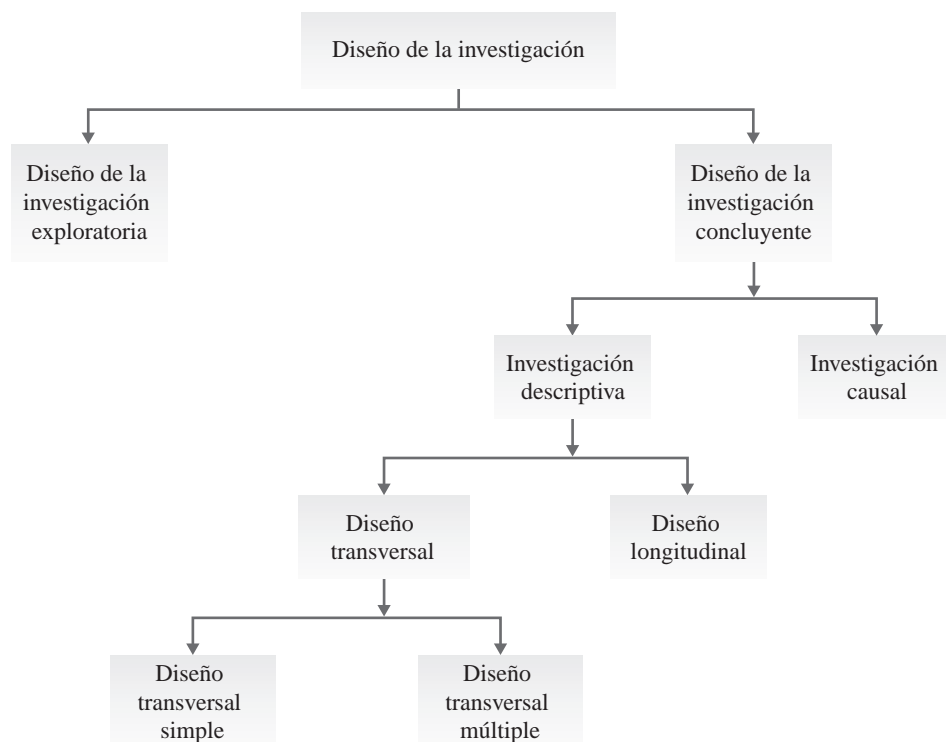 Diseño de la investigación
Diseño de la
investigación
exploratoria
Diseño de la
investigación
concluyente
Investigación
descriptiva
Investigación
causal
Diseño
transversal
Diseño
longitudinal
Diseño
transversal
simple
Diseño
transversal
múltiple